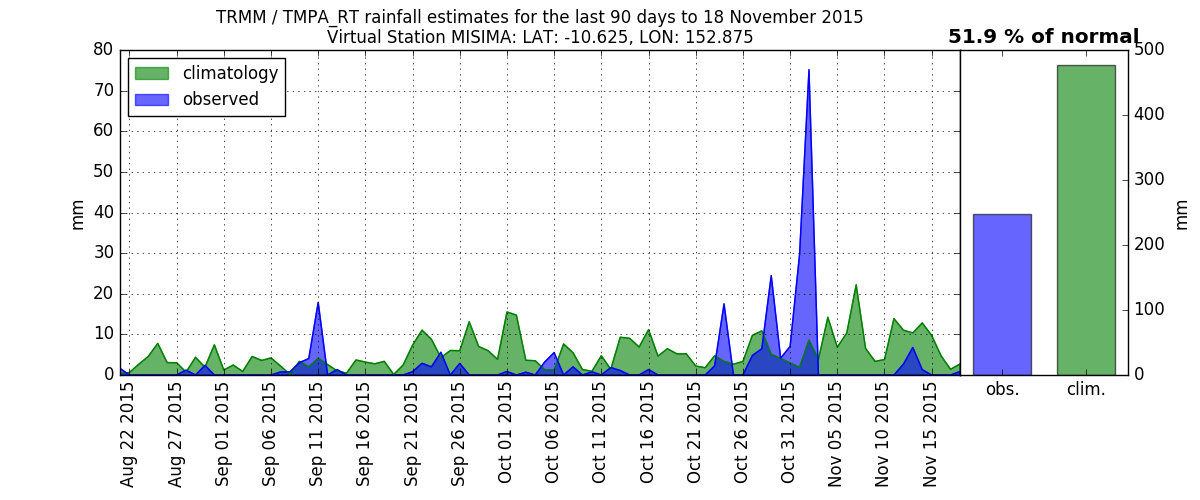 TRMM / TMPA_RT rainfall estimates for the last 90 days to 18 November 2015
Virtual Station MISIMA: LAT: -10.625, LON: 152.875
51.9 % of normal
climatology
observed
80
70
60
50
40
30
20
10
0
mm
500
400
300
200
100
0
mm
Aug 22 2015
Aug 27 2015
Sep 01 2015
Sep 06 2015
Sep 11 2015
Sep 16 2015
Sep 21 2015
Sep 26 2015
Oct 01 2015
Oct 06 2015
Oct 11 2015
Oct 16 2015
Oct 21 2015
Oct 26 2015
Oct 31 2015
Nov 05 2015
Nov 10 2015
Nov 15 2015
obs.
clim.